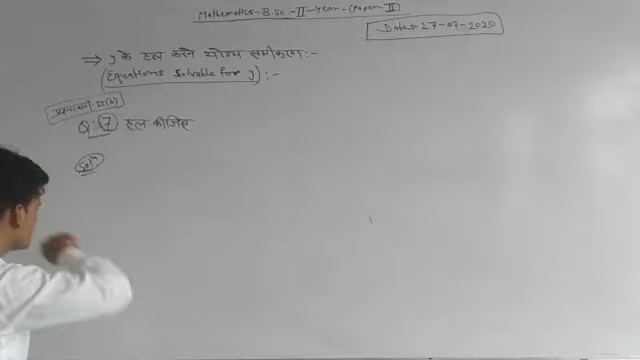 Mathematics-B.Sc.-II-Year-(Paper-II)
Date:-27-07-2020
⇒ y के हल करने योग्य समीकरण:-
(Equations Solvable for y):-
प्रश्नावली-II(b)
Q:-(7) हल कीजिए
Solⁿ